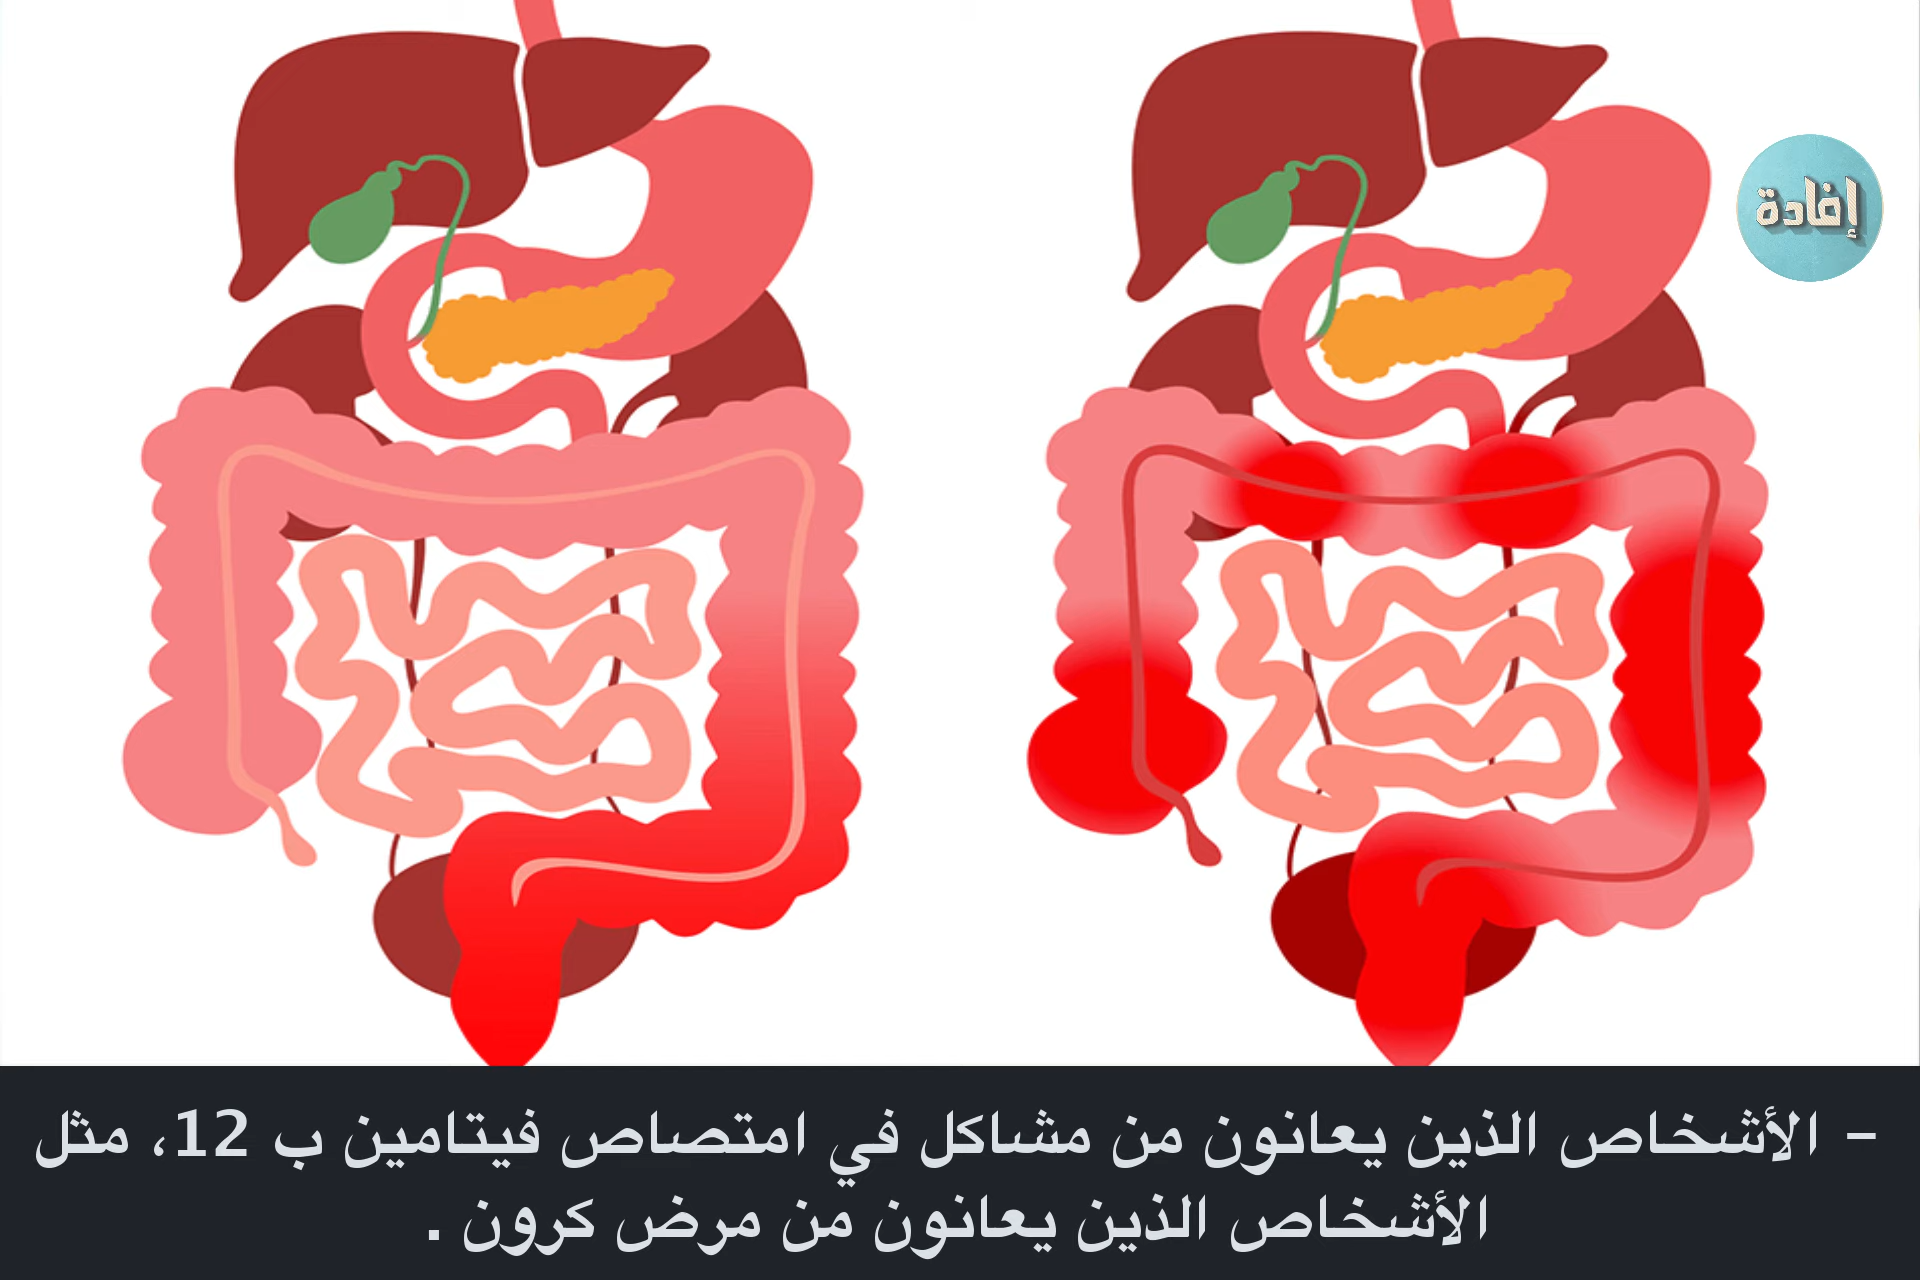 إفادة
- الأشخاص الذين يعانون من مشاكل في امتصاص فيتامين ب 12، مثل
الأشخاص الذين يعانون من مرض كرون .